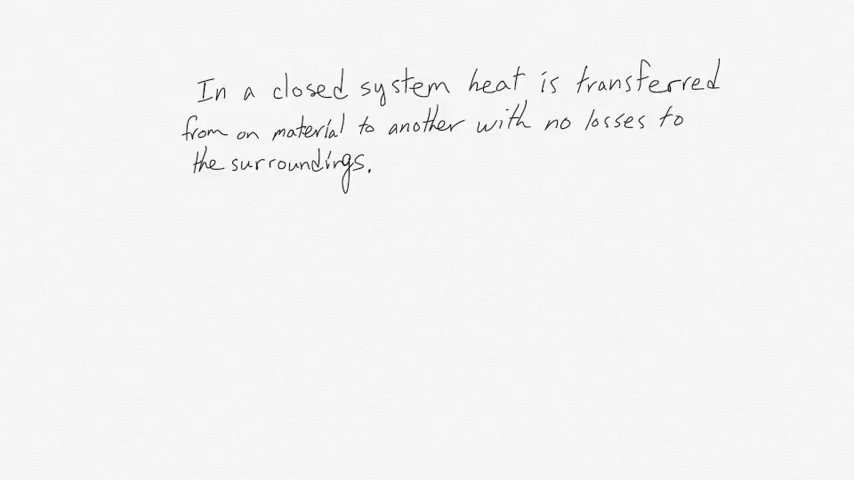 In a closed system heat is transferred
from on material to another with no losses to
the surroundings.